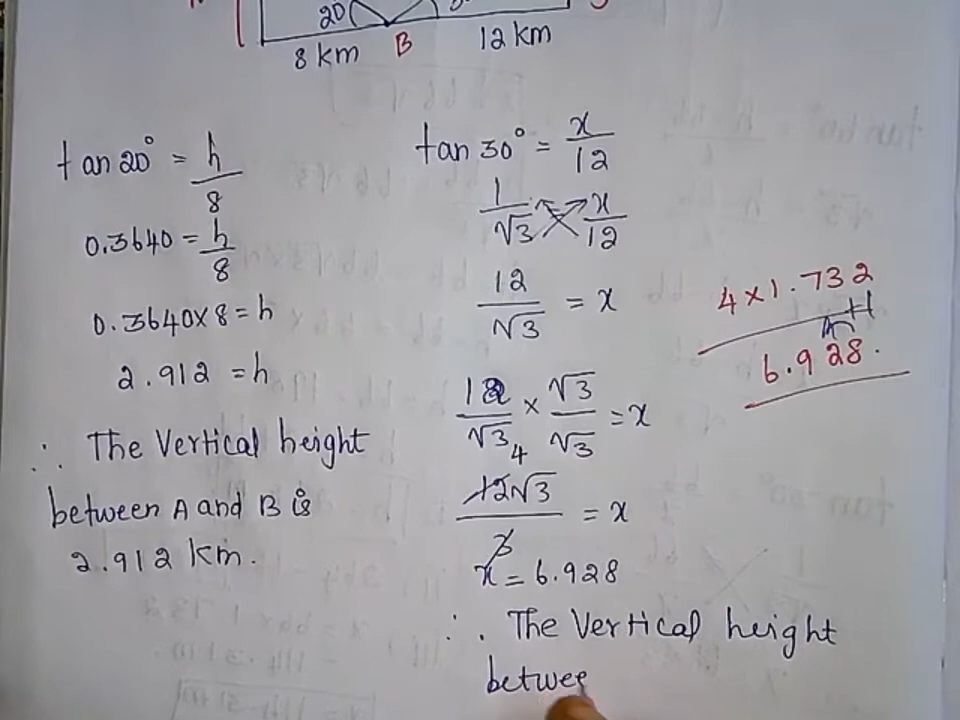 20
8 km B 12 km
tan 20° = h/8
0.3640 = h/8
0.3640 × 8 = h
2.912 = h
∴ The Vertical height
between A and B is
2.912 km.
tan 30° = x/12
1/√3 = x/12
12/√3 = x
12/√3 × √3/√3 = x
4
12√3/3 = x
x = 6.928
∴ The Vertical height
betwee
4 × 1.732
6.928.